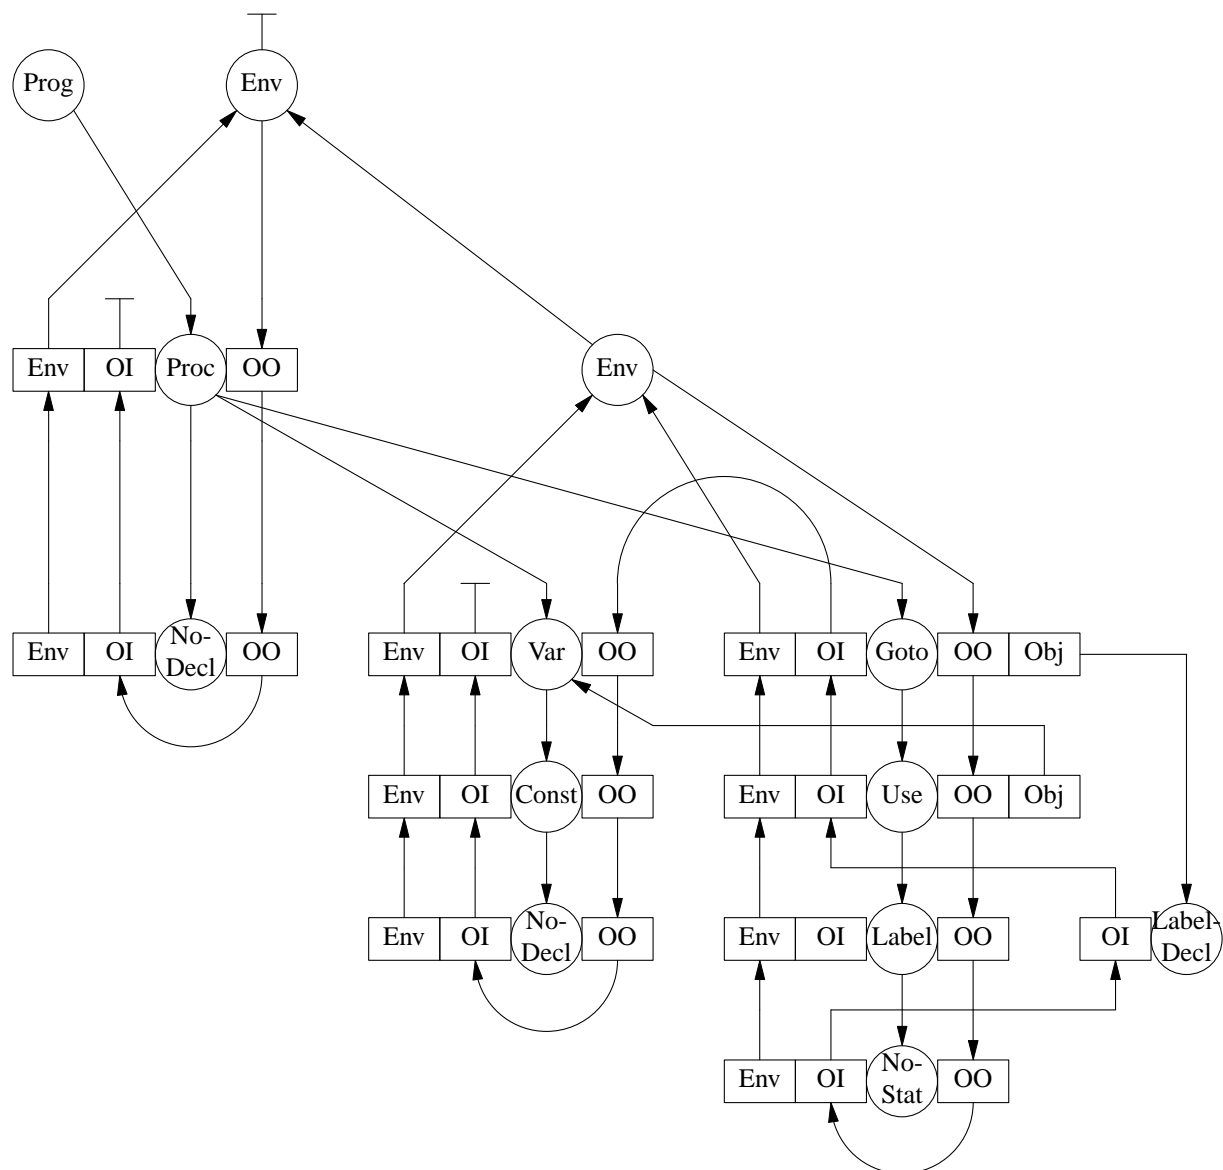 Prog
Env
Env
OI
Proc
OO
Env
Env
OI
No-
Decl
OO
Env
OI
Var
OO
Env
OI
Goto
OO
Obj
Env
OI
Const
OO
Env
OI
Use
OO
Obj
Env
OI
No-
Decl
OO
Env
OI
Label
OO
OI
Label-
Decl
Env
OI
No-
Stat
OO